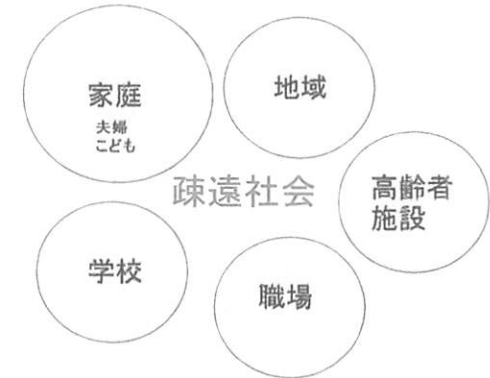 家庭
夫婦
こども
地域
疎遠社会
高齢者
施設
学校
職場